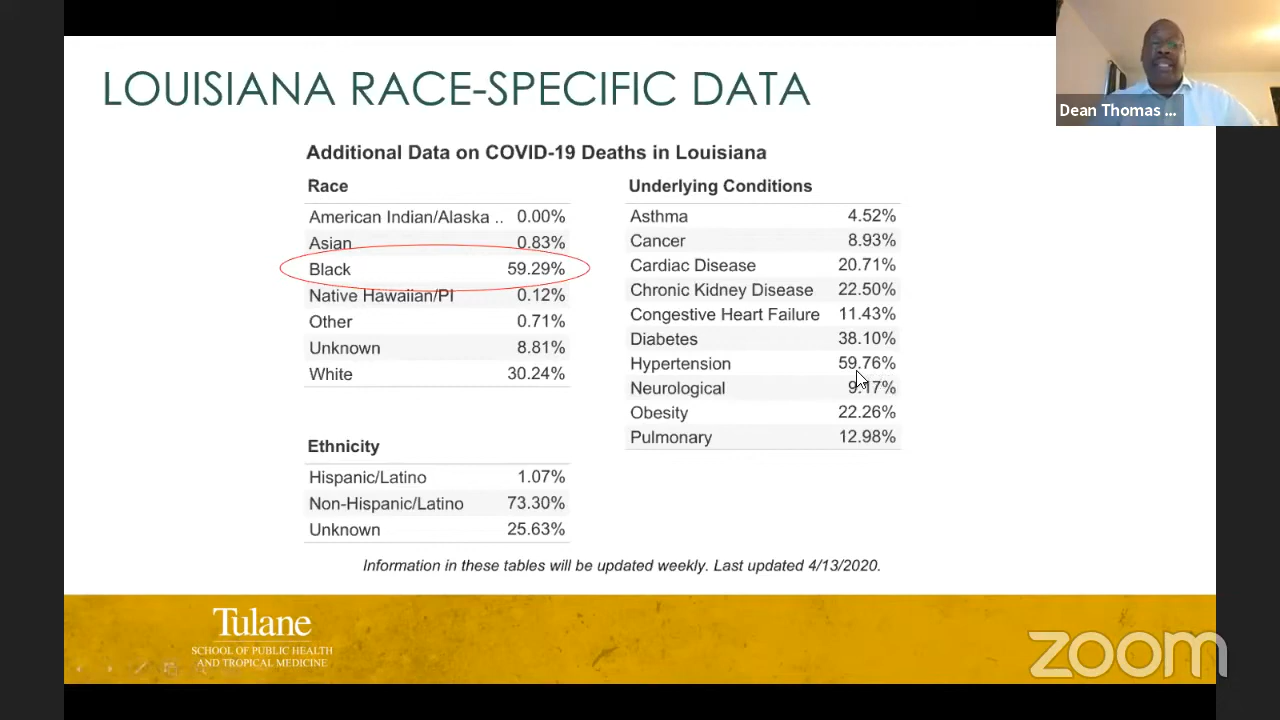 LOUISIANA RACE-SPECIFIC DATA
Dean Thomas ...
Additional Data on COVID-19 Deaths in Louisiana
Race
American Indian/Alaska .. 0.00%
Asian 0.83%
Black 59.29%
Native Hawaiian/PI 0.12%
Other 0.71%
Unknown 8.81%
White 30.24%
Ethnicity
Hispanic/Latino 1.07%
Non-Hispanic/Latino 73.30%
Unknown 25.63%
Underlying Conditions
Asthma 4.52%
Cancer 8.93%
Cardiac Disease 20.71%
Chronic Kidney Disease 22.50%
Congestive Heart Failure 11.43%
Diabetes 38.10%
Hypertension 59.76%
Neurological 9.17%
Obesity 22.26%
Pulmonary 12.98%
Information in these tables will be updated weekly. Last updated 4/13/2020.
Tulane
SCHOOL OF PUBLIC HEALTH
AND TROPICAL MEDICINE
zoom